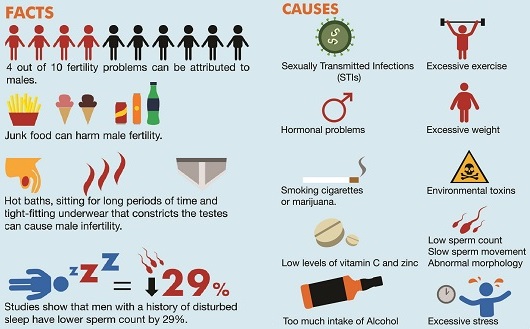 FACTS
4 out of 10 fertility problems can be attributed to
males.
Junk food can harm male fertility.
Hot baths, sitting for long periods of time and
tight-fitting underwear that constricts the testes
can cause male infertility.
zZZ = 29%
Studies show that men with a history of disturbed
sleep have lower sperm count by 29%.
CAUSES
Sexually Transmitted Infections
(STIs)
Excessive exercise
Hormonal problems
Excessive weight
Smoking cigarettes
or marijuana.
Environmental toxins
Low levels of vitamin C and zinc
Low sperm count
Slow sperm movement
Abnormal morphology
Too much intake of Alcohol
Excessive stress